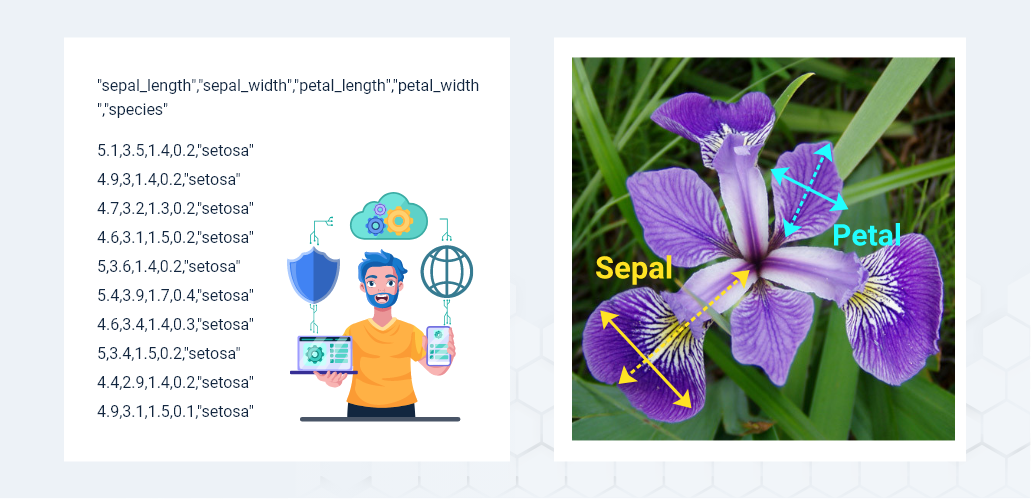 "sepal_length","sepal_width","petal_length","petal_width
","species"
5.1,3.5,1.4,0.2,"setosa"
4.9,3,1.4,0.2,"setosa"
4.7,3.2,1.3,0.2,"setosa"
4.6,3.1,1.5,0.2,"setosa"
5,3.6,1.4,0.2,"setosa"
5.4,3.9,1.7,0.4,"setosa"
4.6,3.4,1.4,0.3,"setosa"
5,3.4,1.5,0.2,"setosa"
4.4,2.9,1.4,0.2,"setosa"
4.9,3.1,1.5,0.1,"setosa"
Petal
Sepal